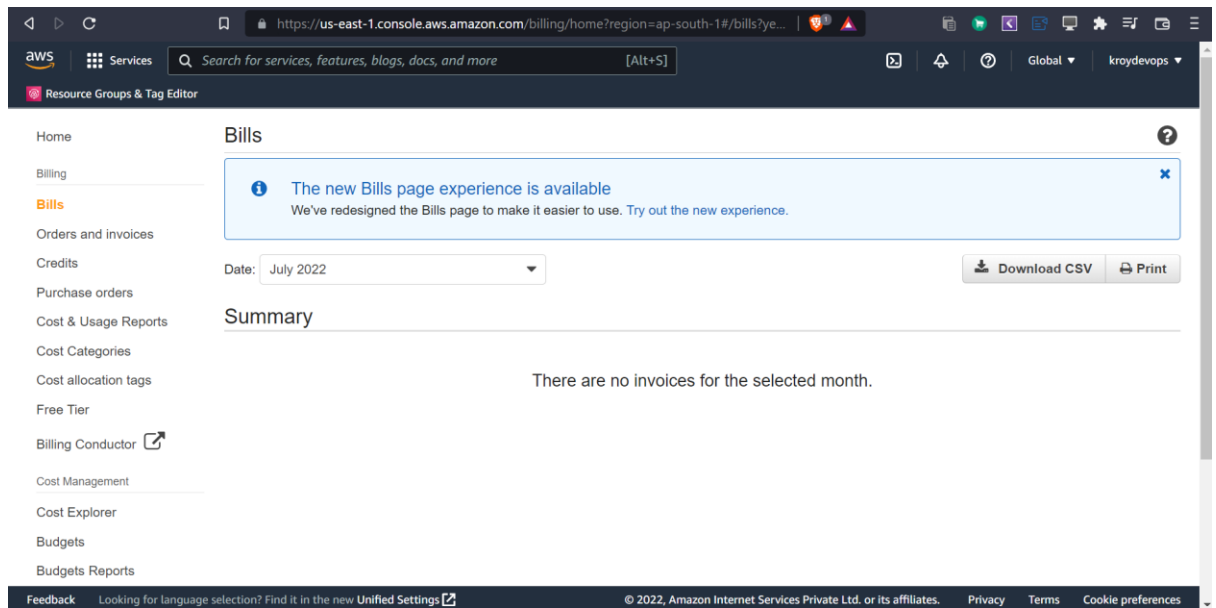 https://us-east-1.console.aws.amazon.com/billing/home?region=ap-south-1#/bills?ye...
aws Services Search for services, features, blogs, docs, and more [Alt+S] Global kroydevops
Resource Groups & Tag Editor
Home
Billing
Bills
Orders and invoices
Credits
Purchase orders
Cost & Usage Reports
Cost Categories
Cost allocation tags
Free Tier
Billing Conductor
Cost Management
Cost Explorer
Budgets
Budgets Reports
Bills
The new Bills page experience is available
We've redesigned the Bills page to make it easier to use. Try out the new experience.
Date: July 2022 Download CSV Print
Summary
There are no invoices for the selected month.
Feedback Looking for language selection? Find it in the new Unified Settings © 2022, Amazon Internet Services Private Ltd. or its affiliates. Privacy Terms Cookie preferences